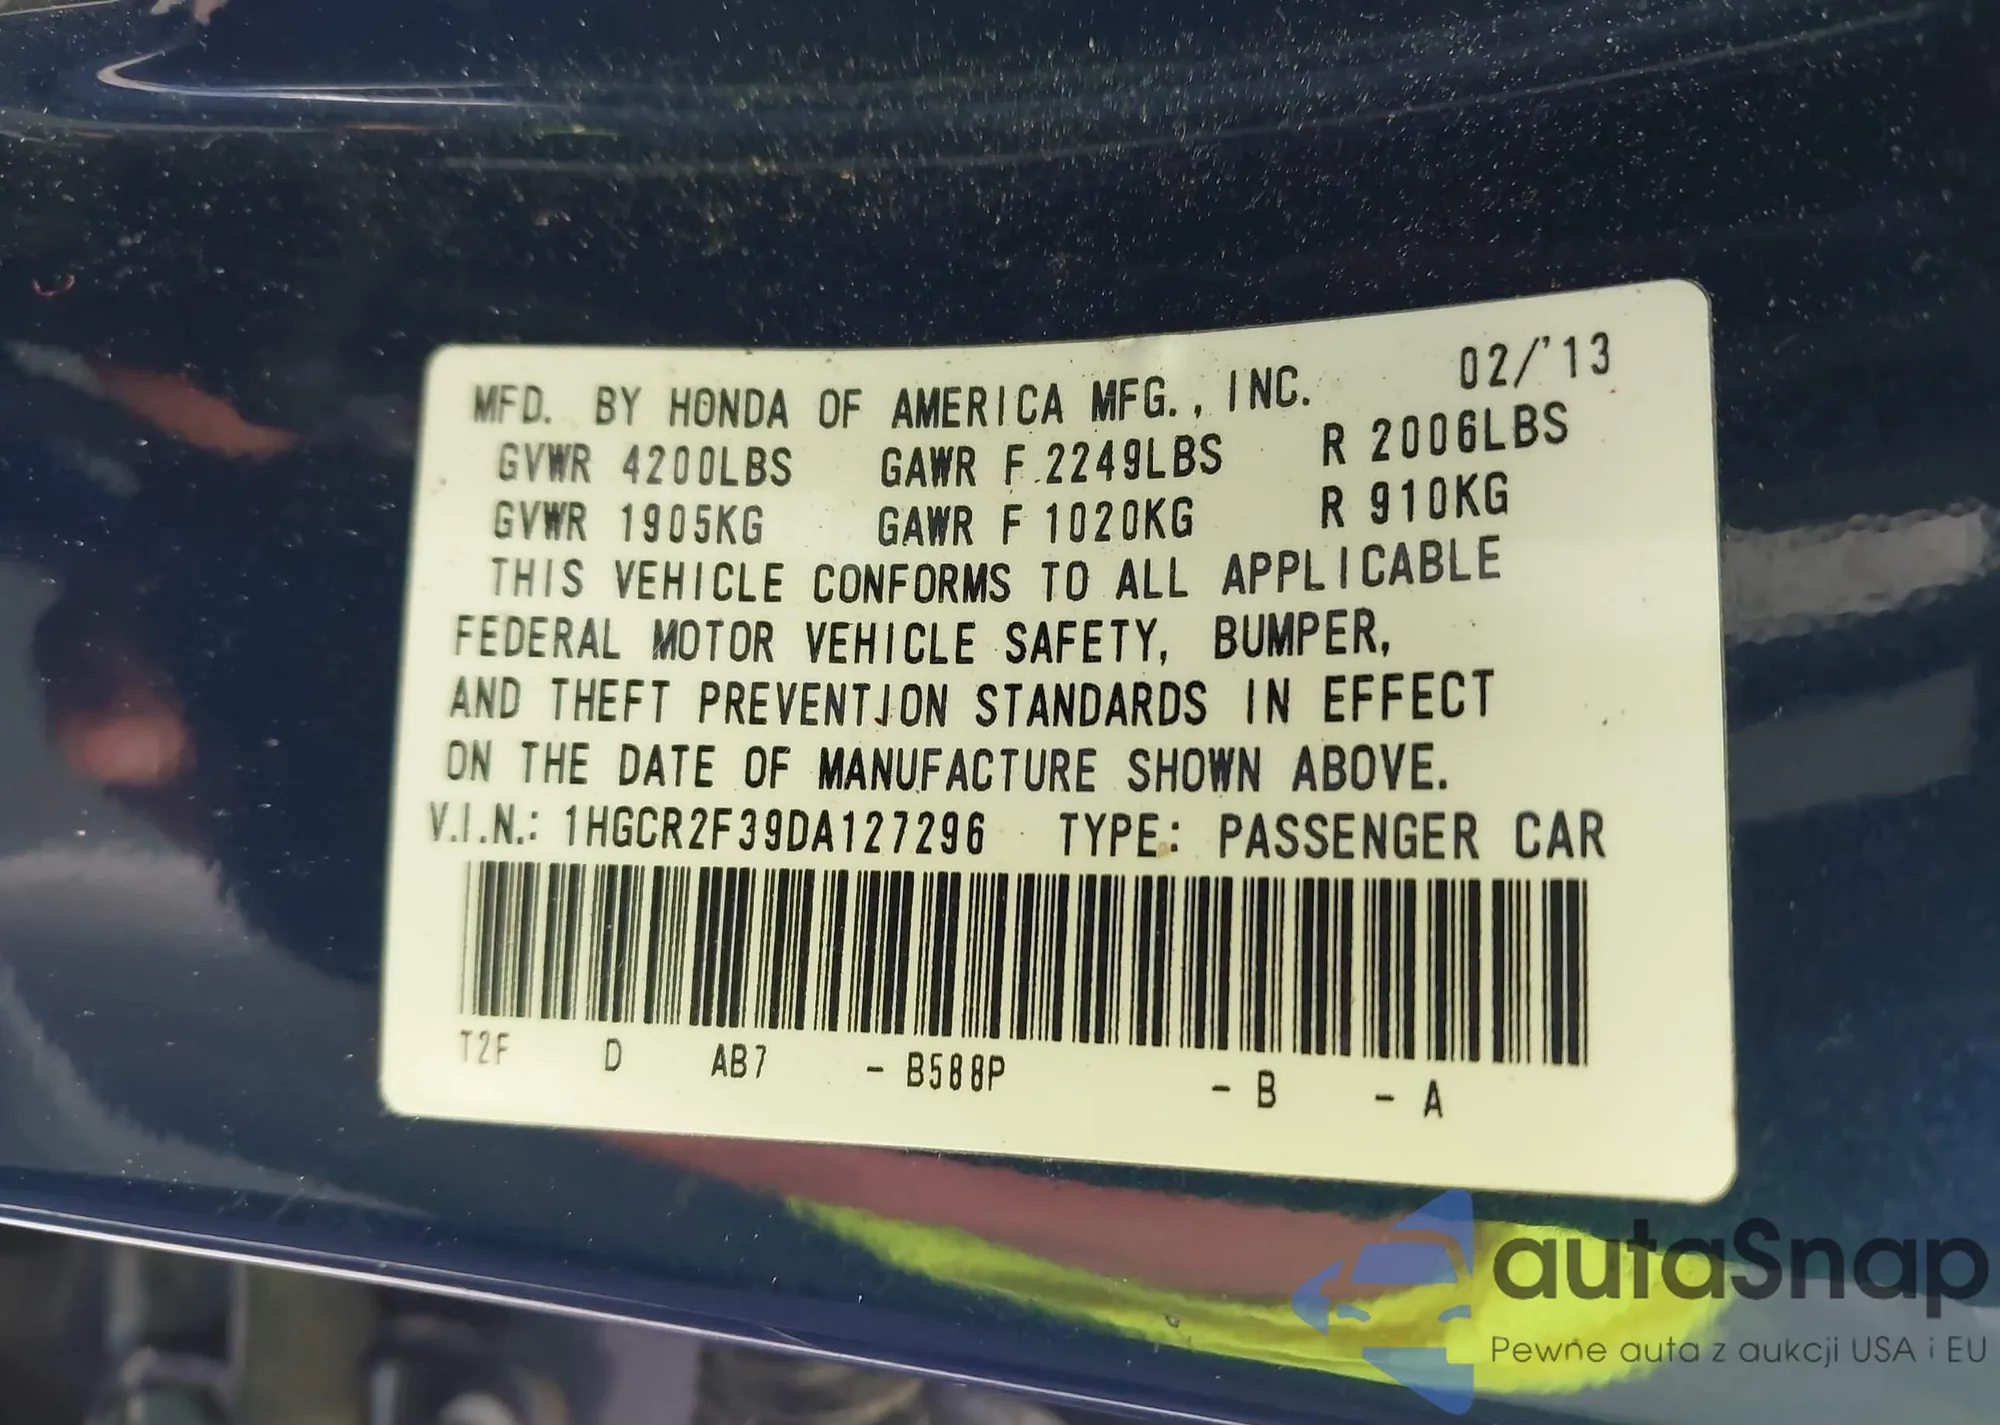 MFD. BY HONDA OF AMERICA MFG., INC. 02/'13
GVWR 4200LBS GAWR F 2249LBS R 2006LBS
GVWR 1905KG GAWR F 1020KG R 910KG
THIS VEHICLE CONFORMS TO ALL APPLICABLE
FEDERAL MOTOR VEHICLE SAFETY, BUMPER,
AND THEFT PREVENTION STANDARDS IN EFFECT
ON THE DATE OF MANUFACTURE SHOWN ABOVE.
V.I.N.: 1HGCR2F39DA127296 TYPE: PASSENGER CAR
T2F D AB7 - B588P - B - A
autaSnap
Pewne auta z aukcji USA i EU